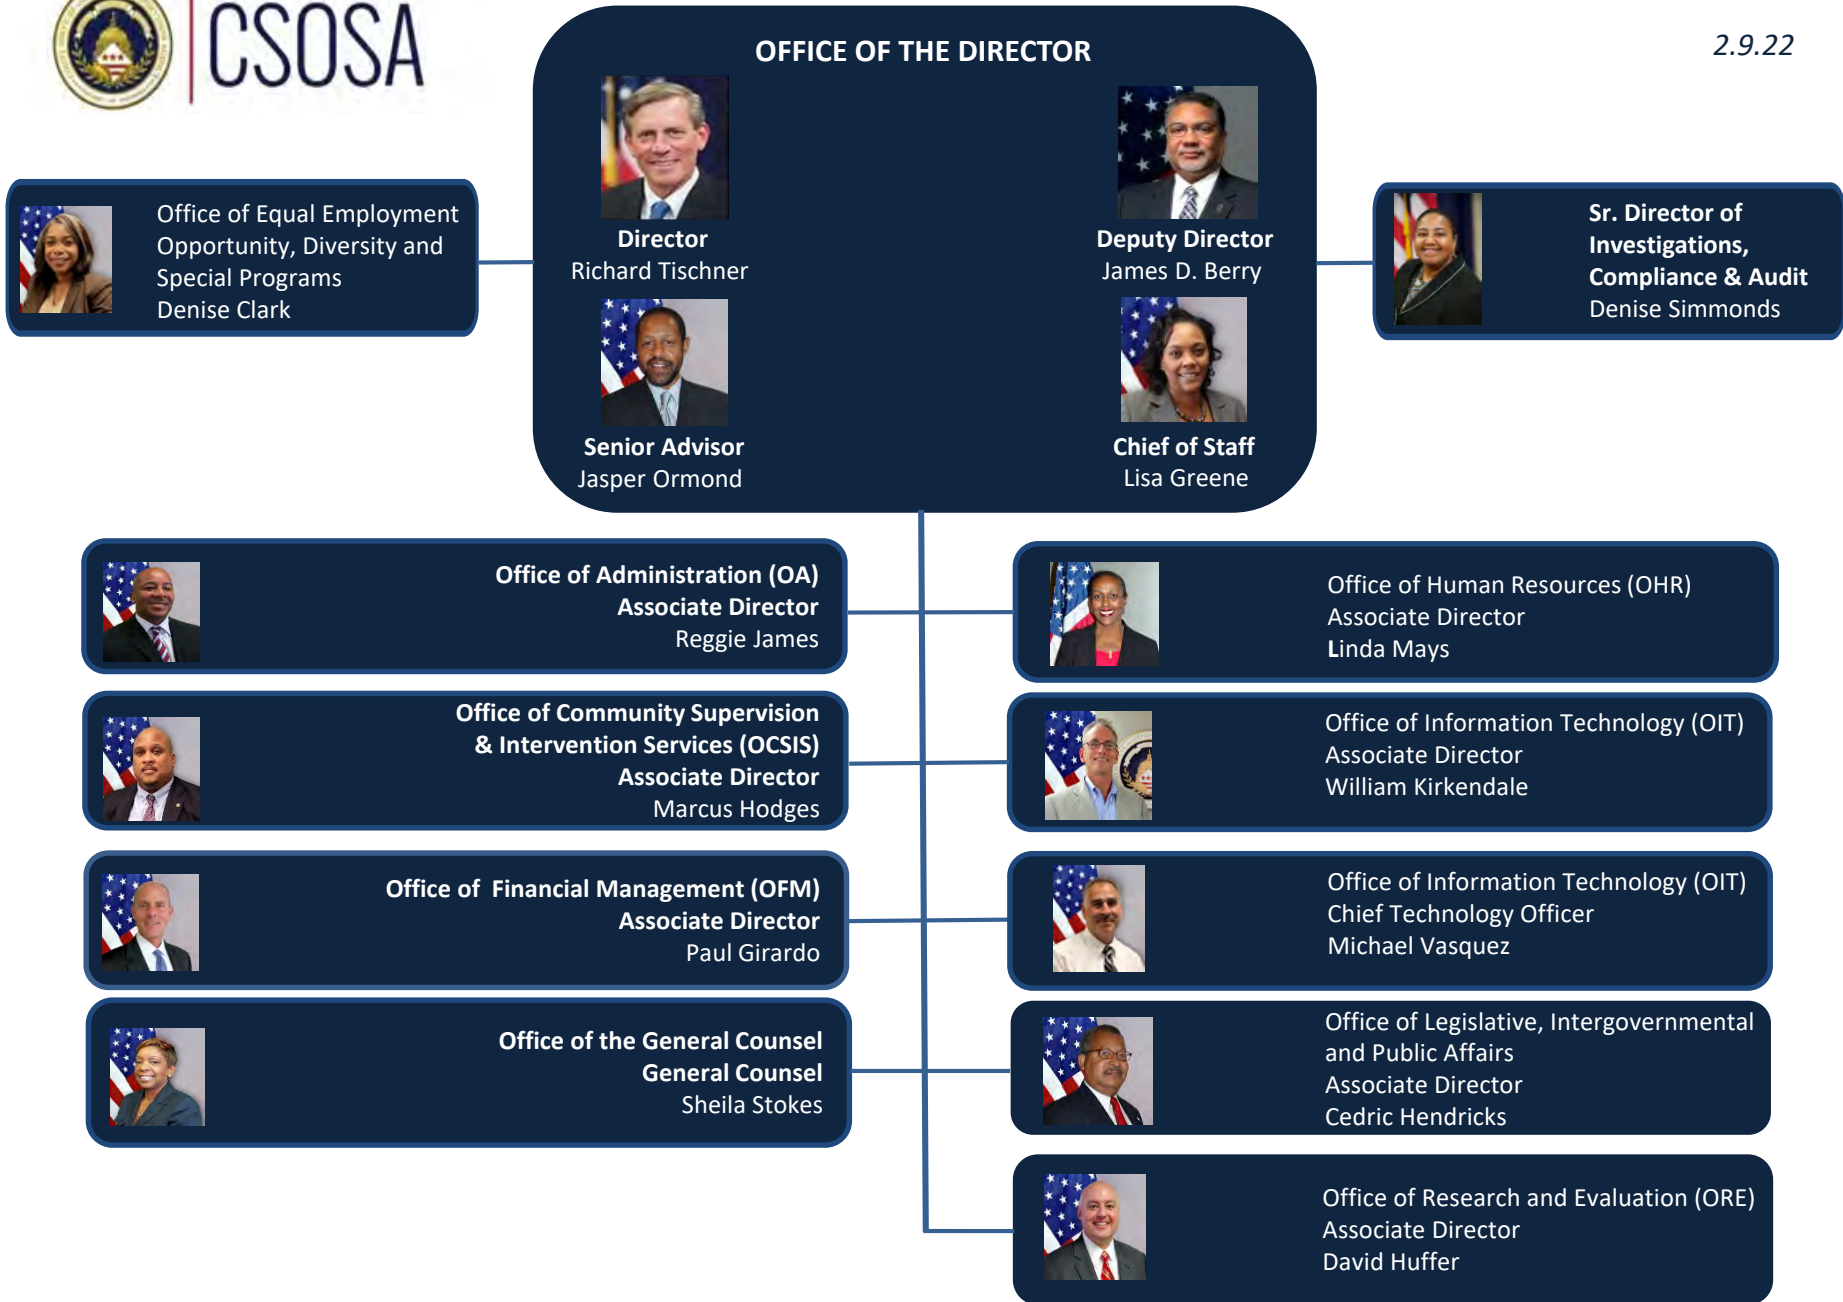 CSOSA
OFFICE OF THE DIRECTOR
2.9.22
Director
Richard Tischner
Deputy Director
James D. Berry
Senior Advisor
Jasper Ormond
Chief of Staff
Lisa Greene
Office of Equal Employment
Opportunity, Diversity and
Special Programs
Denise Clark
Sr. Director of
Investigations,
Compliance & Audit
Denise Simmonds
Office of Administration (OA)
Associate Director
Reggie James
Office of Human Resources (OHR)
Associate Director
Linda Mays
Office of Community Supervision
& Intervention Services (OCSIS)
Associate Director
Marcus Hodges
Office of Information Technology (OIT)
Associate Director
William Kirkendale
Office of Financial Management (OFM)
Associate Director
Paul Girardo
Office of Information Technology (OIT)
Chief Technology Officer
Michael Vasquez
Office of the General Counsel
General Counsel
Sheila Stokes
Office of Legislative, Intergovernmental
and Public Affairs
Associate Director
Cedric Hendricks
Office of Research and Evaluation (ORE)
Associate Director
David Huffer